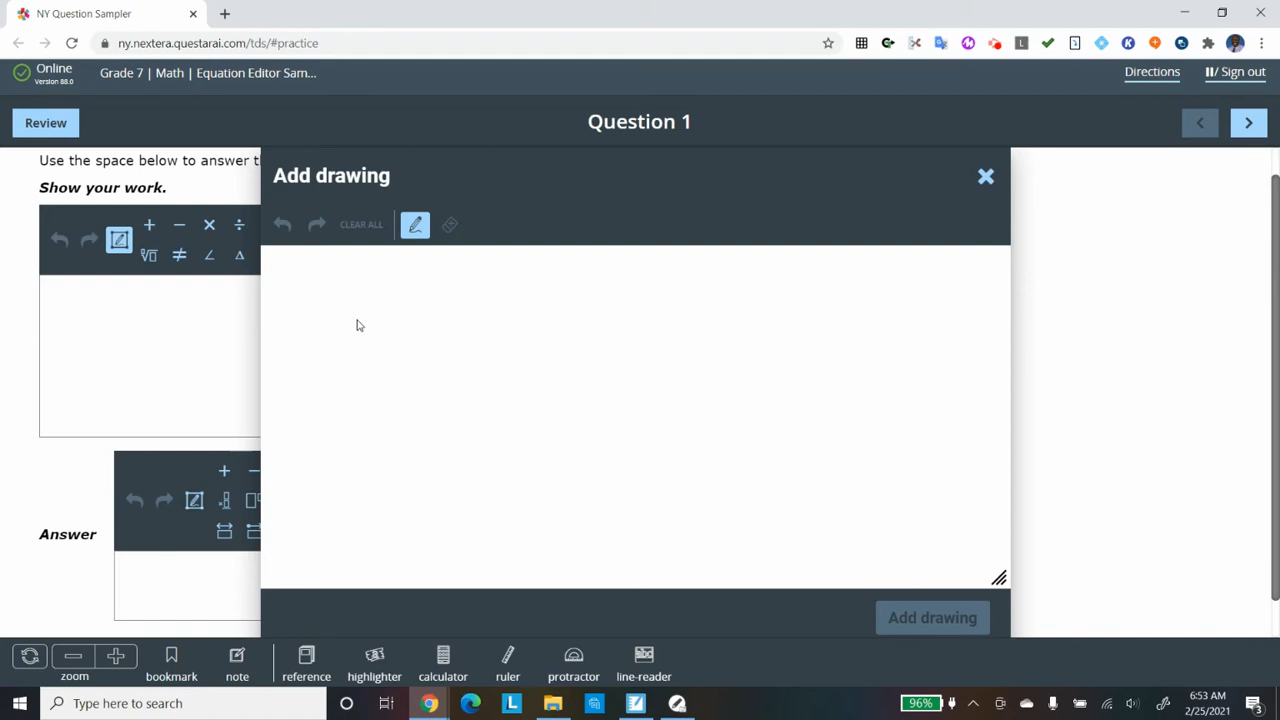 NY Question Sampler
ny.nextera.questarai.com/tds/#practice
Online
Version 88.0
Grade 7 | Math | Equation Editor Sam...
Directions
Sign out
Review
Question 1
Use the space below to answer t
Show your work.
Add drawing
CLEAR ALL
+ − × ÷
√ ≠ ∠ Δ
+ −
Answer
Add drawing
zoom
bookmark
note
reference
highlighter
calculator
ruler
protractor
line-reader
abc
Type here to search
96%
6:53 AM
2/25/2021
3